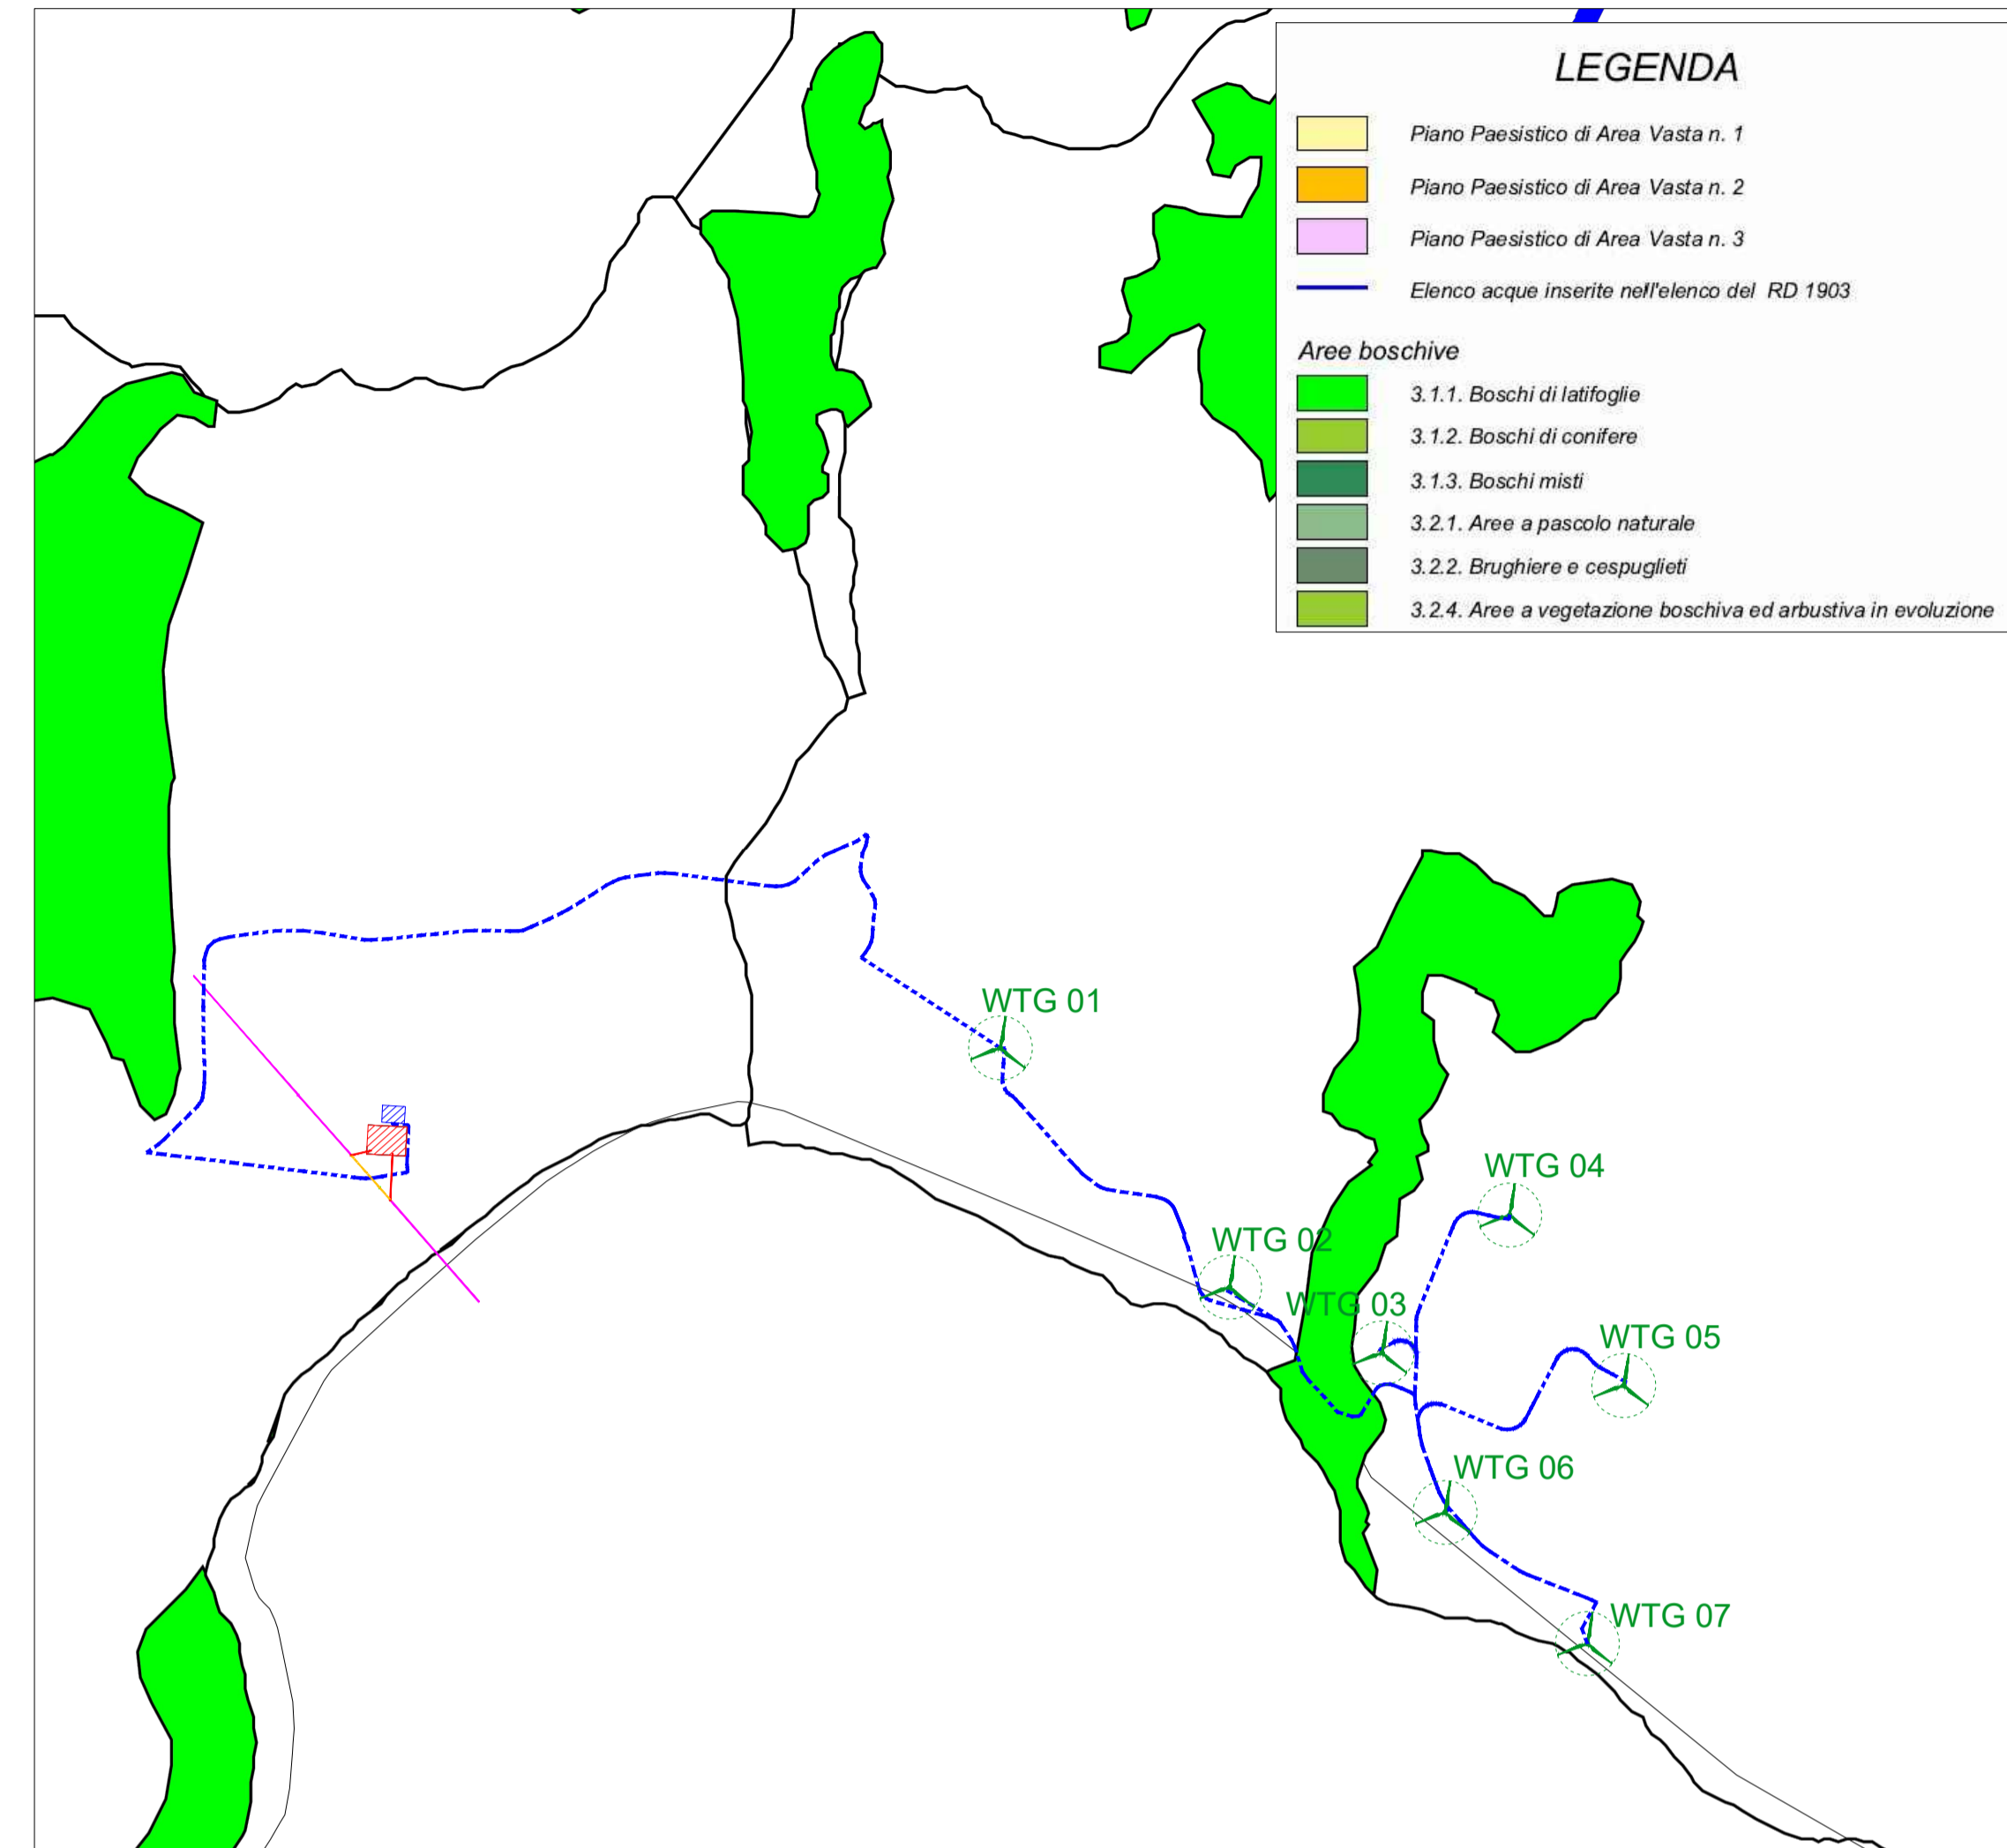 LEGENDA
Piano Paesistico di Area Vasta n. 1
Piano Paesistico di Area Vasta n. 2
Piano Paesistico di Area Vasta n. 3
Elenco acque inserite nell'elenco del RD 1903
Aree boschive
3.1.1. Boschi di latifoglie
3.1.2. Boschi di conifere
3.1.3. Boschi misti
3.2.1. Aree a pascolo naturale
3.2.2. Brughiere e cespuglieti
3.2.4. Aree a vegetazione boschiva ed arbustiva in evoluzione
WTG 01
WTG 04
WTG 02
WTG 03
WTG 05
WTG 06
WTG 07